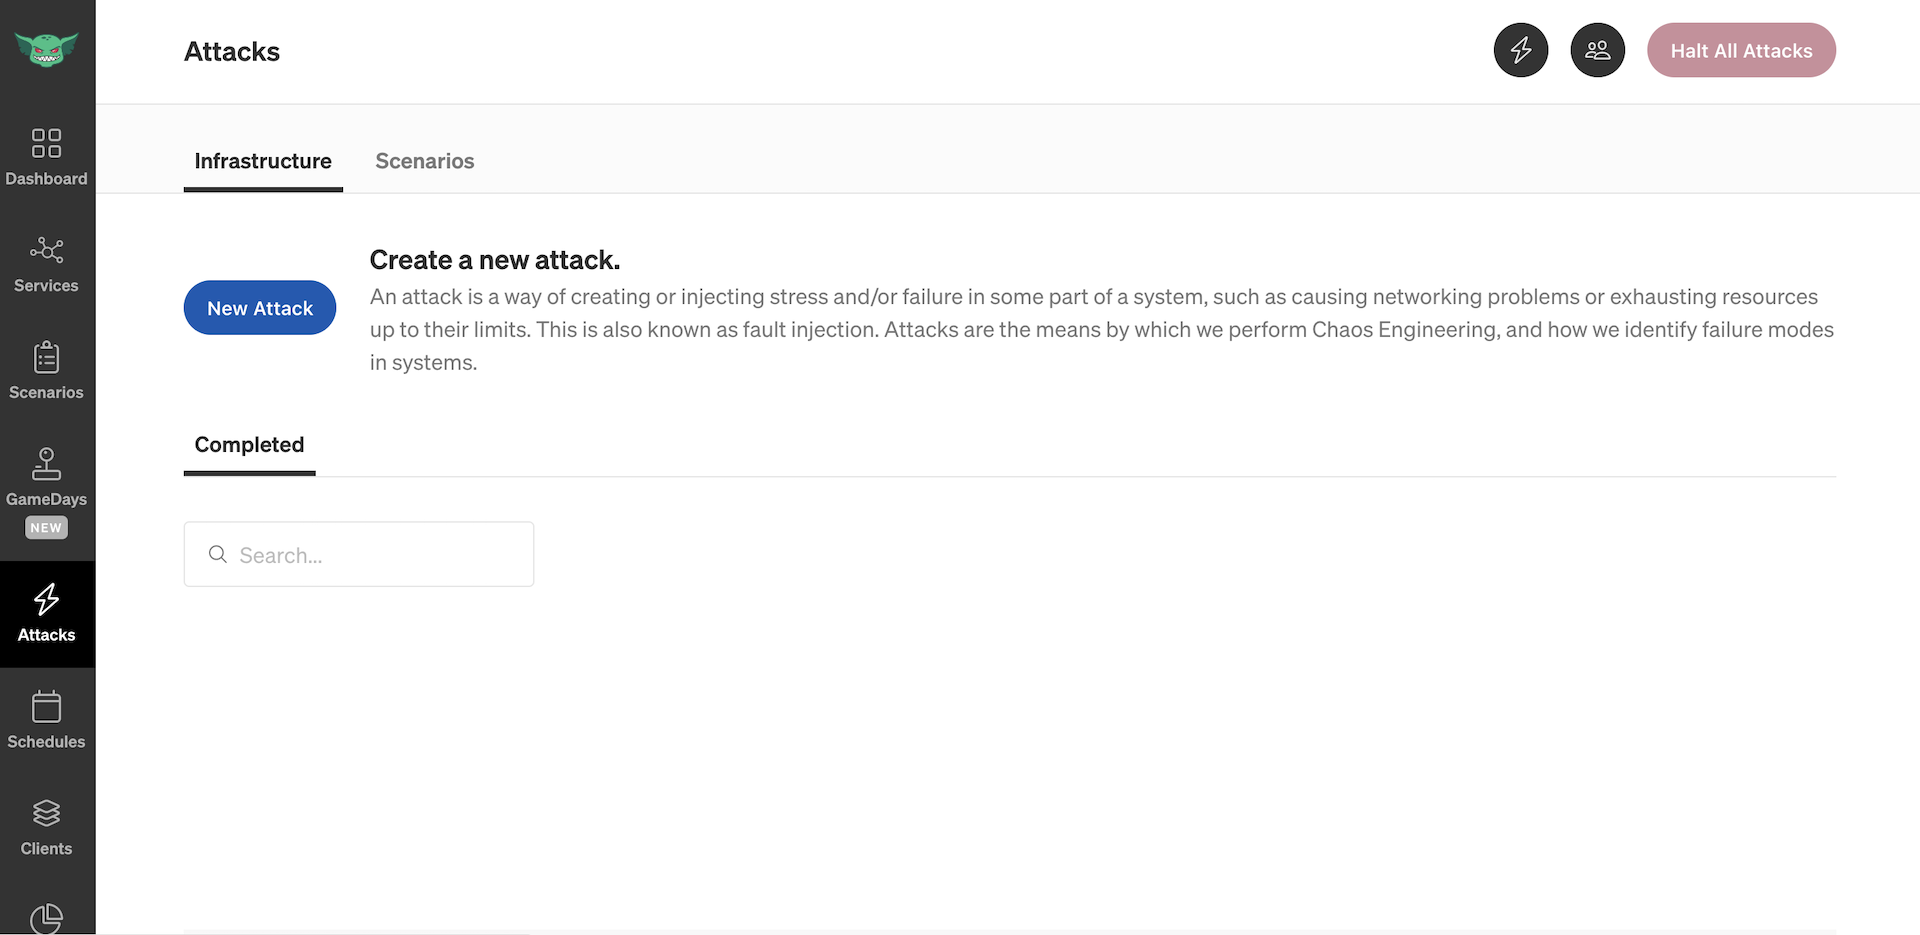 Attacks
Halt All Attacks
Dashboard
Services
Scenarios
GameDays
NEW
Attacks
Schedules
Clients
Infrastructure
Scenarios
Create a new attack.
New Attack
An attack is a way of creating or injecting stress and/or failure in some part of a system, such as causing networking problems or exhausting resources
up to their limits. This is also known as fault injection. Attacks are the means by which we perform Chaos Engineering, and how we identify failure modes
in systems.
Completed
Search...